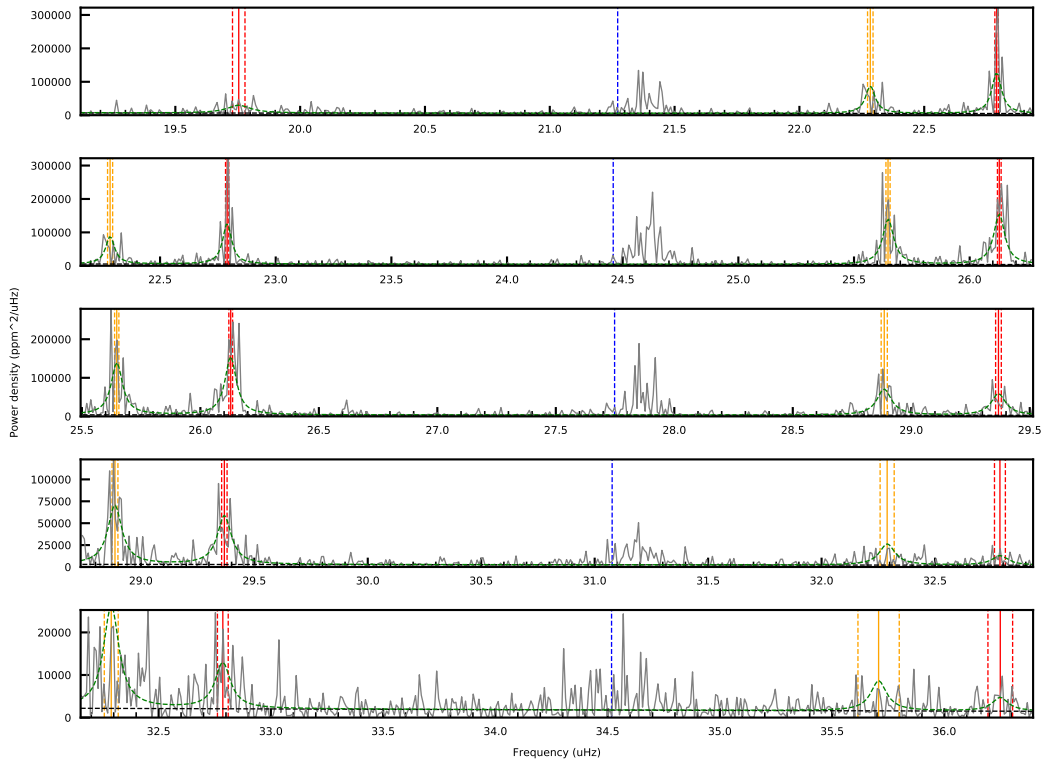 300000
200000
100000
0
19.5 20.0 20.5 21.0 21.5 22.0 22.5
300000
200000
100000
0
22.5 23.0 23.5 24.0 24.5 25.0 25.5 26.0
Power density (ppm^2/uHz)
200000
100000
0
25.5 26.0 26.5 27.0 27.5 28.0 28.5 29.0 29.5
100000
75000
50000
25000
0
29.0 29.5 30.0 30.5 31.0 31.5 32.0 32.5
20000
10000
0
32.5 33.0 33.5 34.0 34.5 35.0 35.5 36.0
Frequency (uHz)